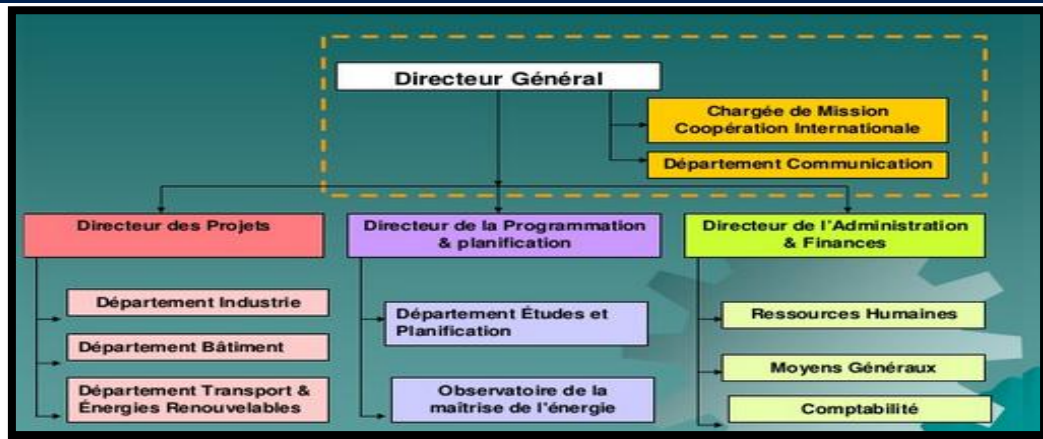 Directeur Général
Chargée de Mission
Coopération Internationale
Département Communication
Directeur des Projets
Département Industrie
Département Bâtiment
Département Transport &
Énergies Renouvelables
Directeur de la Programmation
& planification
Département Études et
Planification
Observatoire de la
maîtrise de l'énergie
Directeur de l'Administration
& Finances
Ressources Humaines
Moyens Généraux
Comptabilité